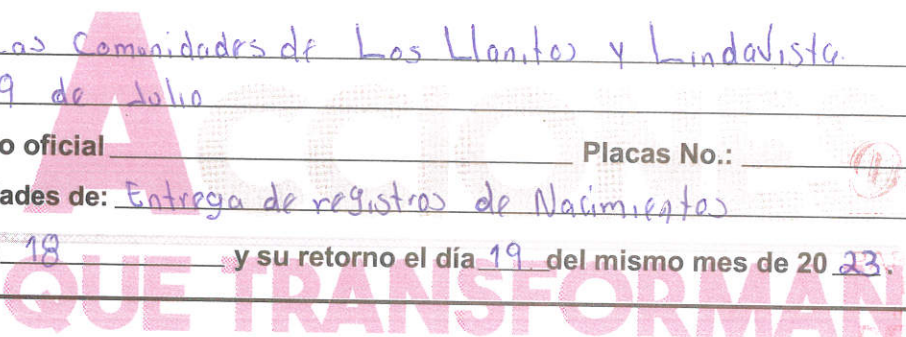 as Comunidades de Los Llanitos y Lindavista.
9 de Julio
o oficial Placas No.:
ades de: Entrega de registros de Nacimientos
18 y su retorno el día 19 del mismo mes de 20 23.
ACCIONES
QUE TRANSFORMAN